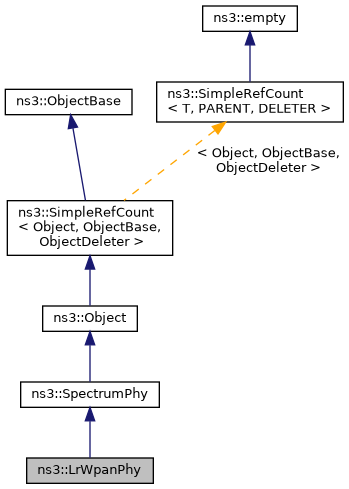 ns3::empty
ns3::ObjectBase
ns3::SimpleRefCount
< T, PARENT, DELETER >
< Object, ObjectBase,
ObjectDeleter >
ns3::SimpleRefCount
< Object, ObjectBase,
ObjectDeleter >
ns3::Object
ns3::SpectrumPhy
ns3::LrWpanPhy